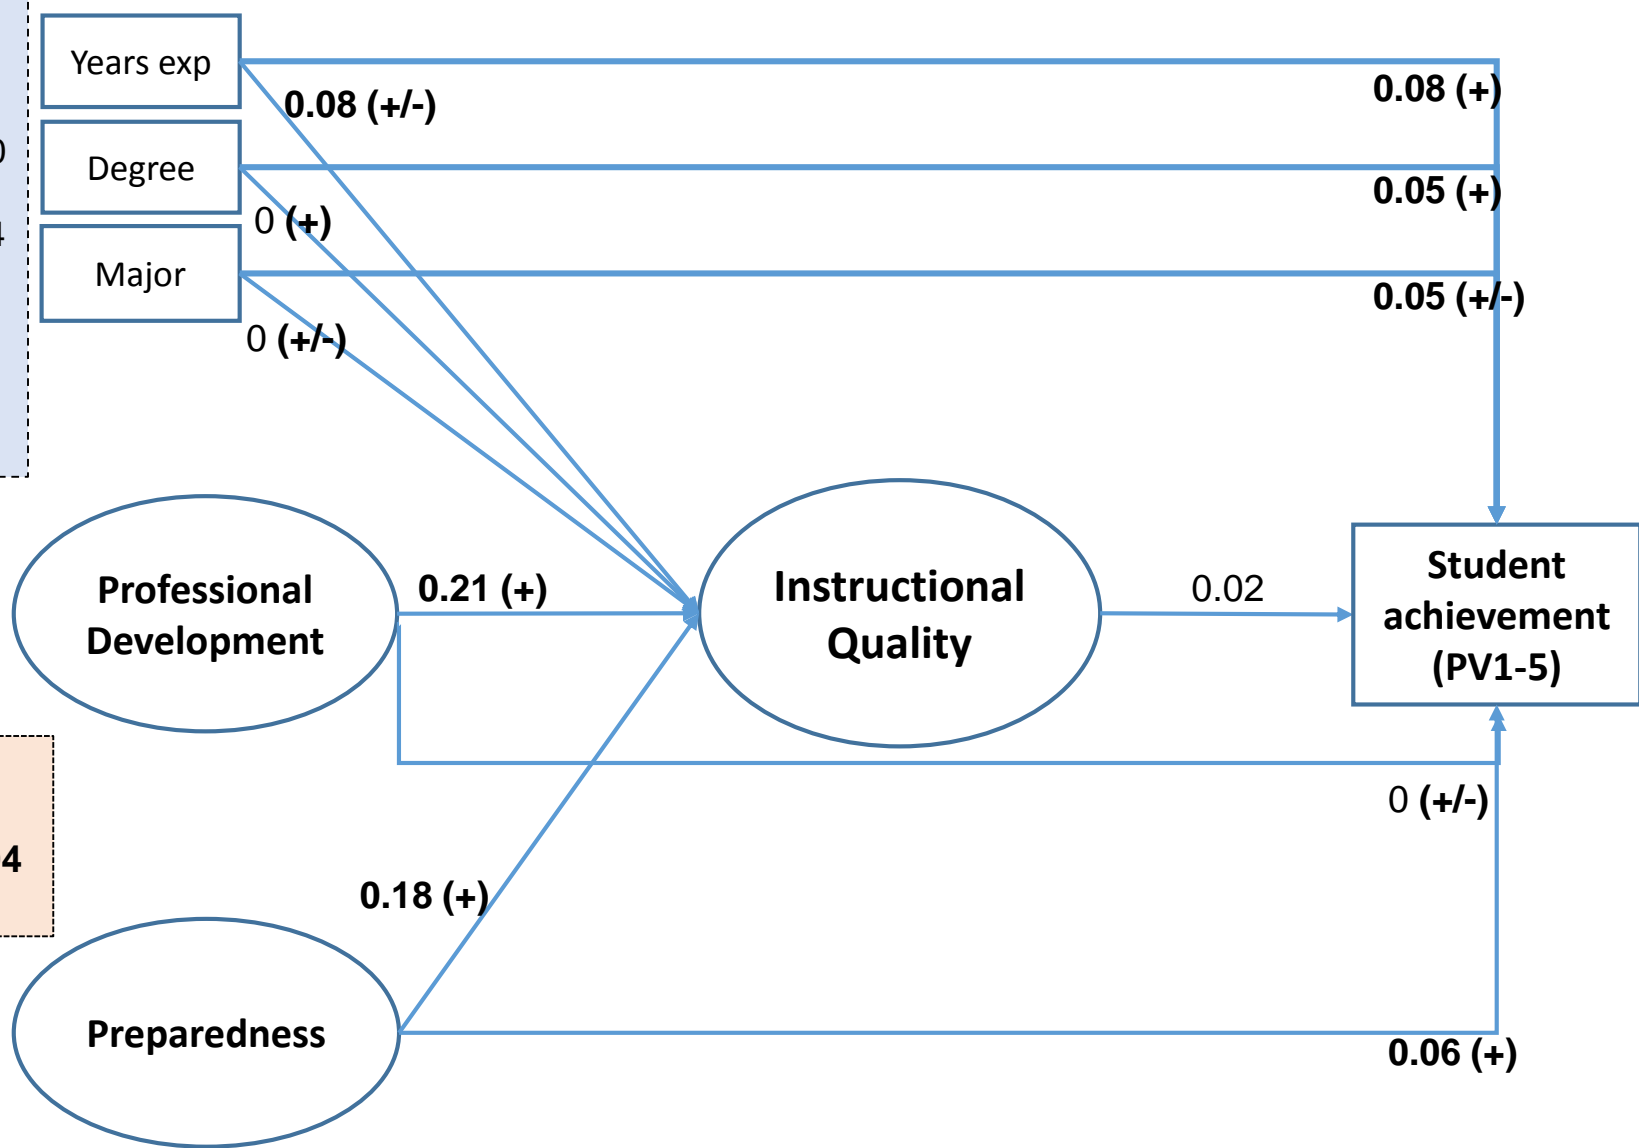 Years exp
0.08 (+)
0.08 (+/-)
Degree
0.05 (+)
0 (+)
Major
0.05 (+/-)
0 (+/-)
Professional
Development
0.21 (+)
Instructional
Quality
0.02
Student
achievement
(PV1-5)
0 (+/-)
4
0.18 (+)
Preparedness
0.06 (+)